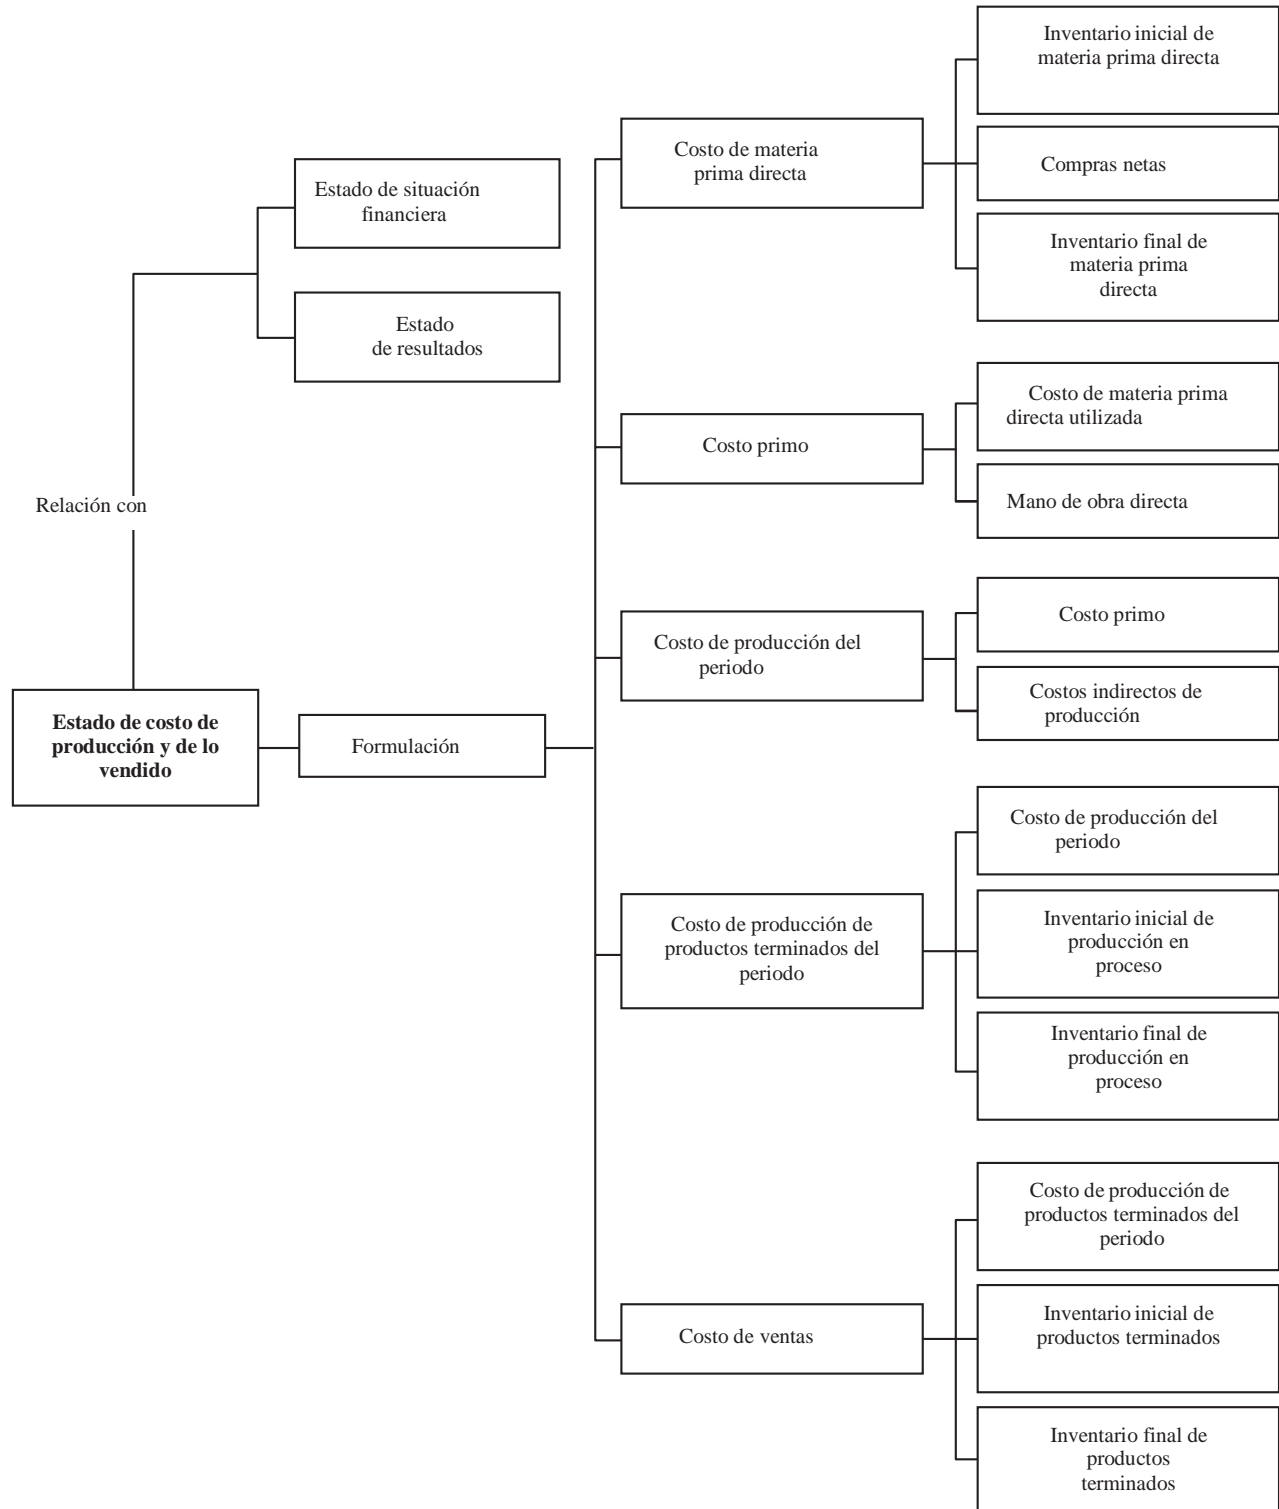 Inventario inicial de
materia prima directa
Costo de materia
prima directa
Compras netas
Estado de situación
financiera
Inventario final de
materia prima
directa
Estado
de resultados
Costo de materia prima
directa utilizada
Costo primo
Mano de obra directa
Relación con
Costo primo
Costo de producción del
periodo
Costos indirectos de
producción
Estado de costo de
producción y de lo
vendido
Formulación
Costo de producción del
periodo
Costo de producción de
productos terminados del
periodo
Inventario inicial de
producción en
proceso
Inventario final de
producción en
proceso
Costo de producción de
productos terminados del
periodo
Costo de ventas
Inventario inicial de
productos terminados
Inventario final de
productos
terminados